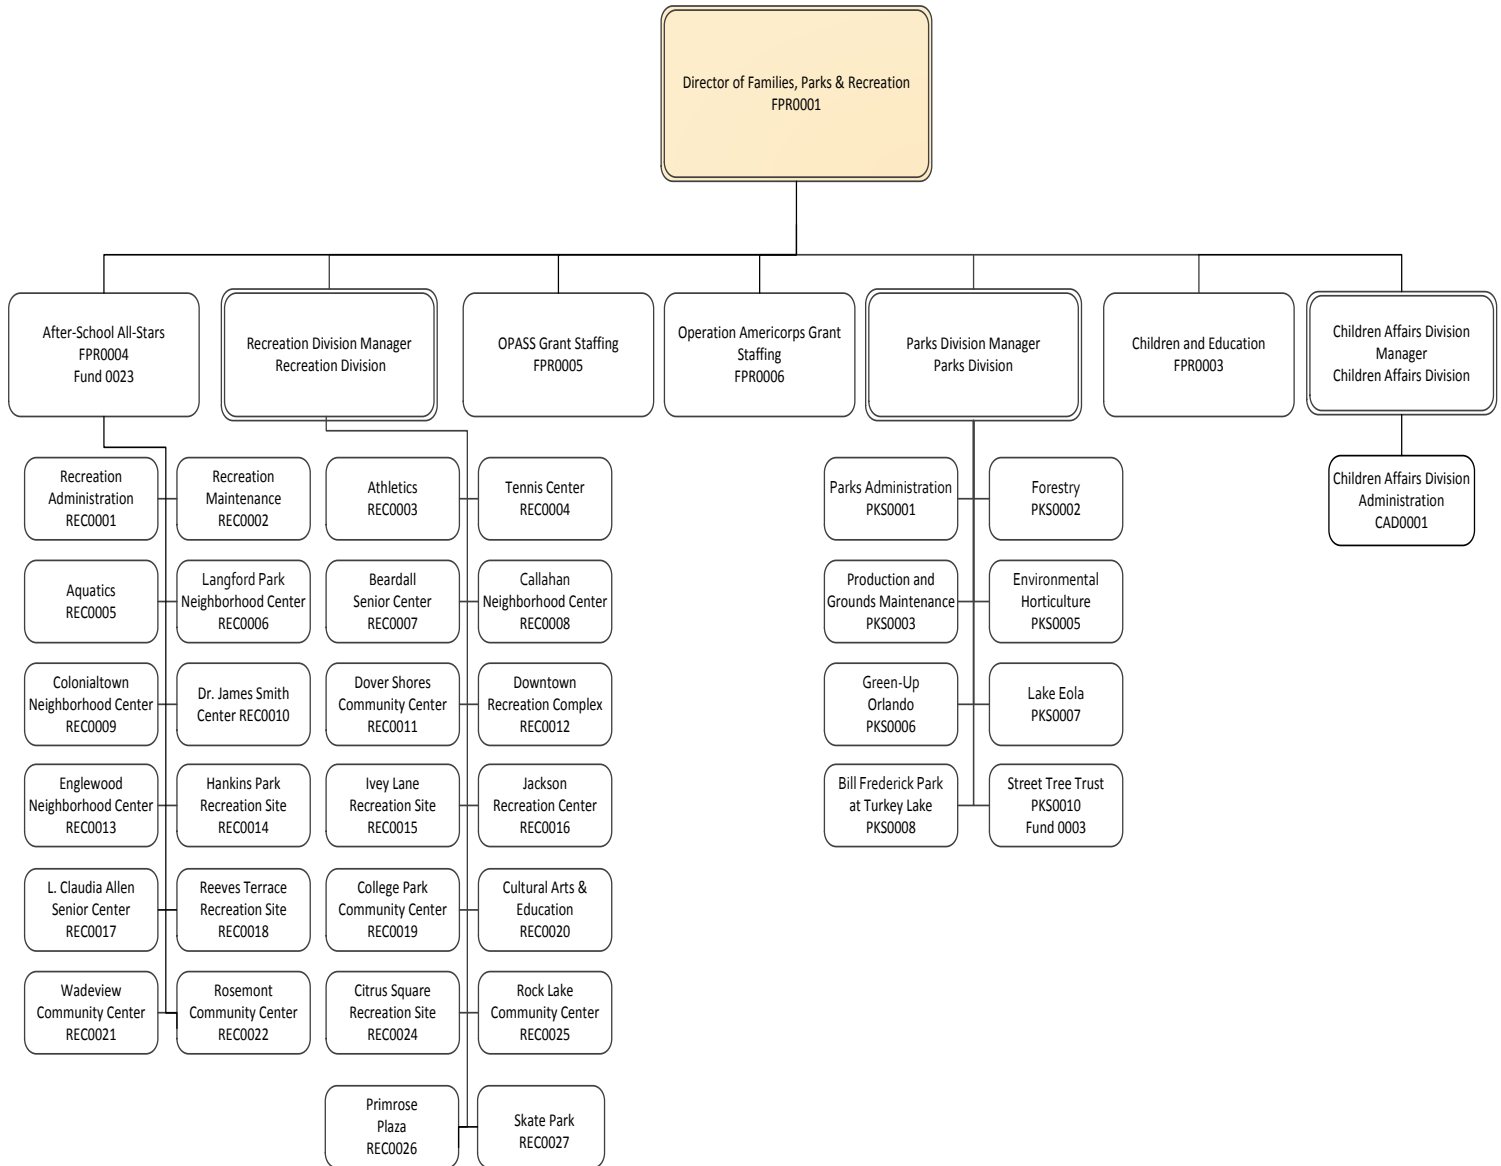 Director of Families, Parks & Recreation
FPR0001
After-School All-Stars
FPR0004
Fund 0023
Recreation Division Manager
Recreation Division
OPASS Grant Staffing
FPR0005
Operation Americorps Grant
Staffing
FPR0006
Parks Division Manager
Parks Division
Children and Education
FPR0003
Children Affairs Division
Manager
Children Affairs Division
Recreation
Administration
REC0001
Recreation
Maintenance
REC0002
Athletics
REC0003
Tennis Center
REC0004
Parks Administration
PKS0001
Forestry
PKS0002
Children Affairs Division
Administration
CAD0001
Aquatics
REC0005
Langford Park
Neighborhood Center
REC0006
Beardall
Senior Center
REC0007
Callahan
Neighborhood Center
REC0008
Production and
Grounds Maintenance
PKS0003
Environmental
Horticulture
PKS0005
Colonialtown
Neighborhood Center
REC0009
Dr. James Smith
Center REC0010
Dover Shores
Community Center
REC0011
Downtown
Recreation Complex
REC0012
Green-Up
Orlando
PKS0006
Lake Eola
PKS0007
Englewood
Neighborhood Center
REC0013
Hankins Park
Recreation Site
REC0014
Ivey Lane
Recreation Site
REC0015
Jackson
Recreation Center
REC0016
Bill Frederick Park
at Turkey Lake
PKS0008
Street Tree Trust
PKS0010
Fund 0003
L. Claudia Allen
Senior Center
REC0017
Reeves Terrace
Recreation Site
REC0018
College Park
Community Center
REC0019
Cultural Arts &
Education
REC0020
Wadeview
Community Center
REC0021
Rosemont
Community Center
REC0022
Citrus Square
Recreation Site
REC0024
Rock Lake
Community Center
REC0025
Primrose
Plaza
REC0026
Skate Park
REC0027